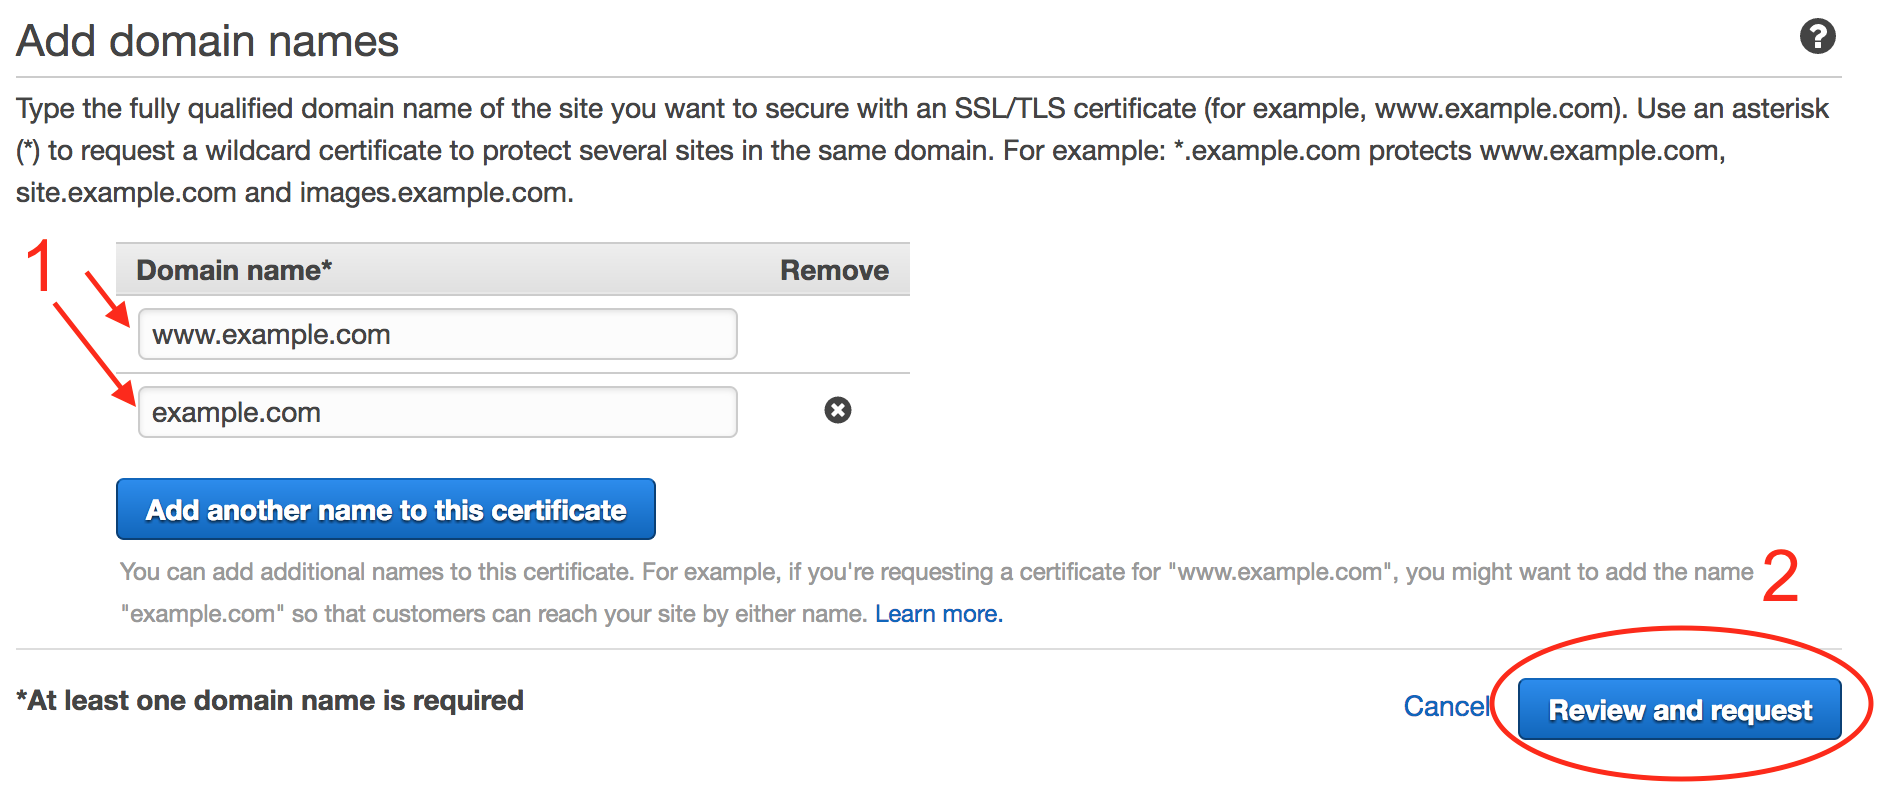 Add domain names
?
Type the fully qualified domain name of the site you want to secure with an SSL/TLS certificate (for example, www.example.com). Use an asterisk
(*) to request a wildcard certificate to protect several sites in the same domain. For example: *.example.com protects www.example.com,
site.example.com and images.example.com.
1
Domain name* Remove
www.example.com
example.com
Add another name to this certificate
You can add additional names to this certificate. For example, if you're requesting a certificate for "www.example.com", you might want to add the name
"example.com" so that customers can reach your site by either name. Learn more.
2
*At least one domain name is required
Cancel Review and request